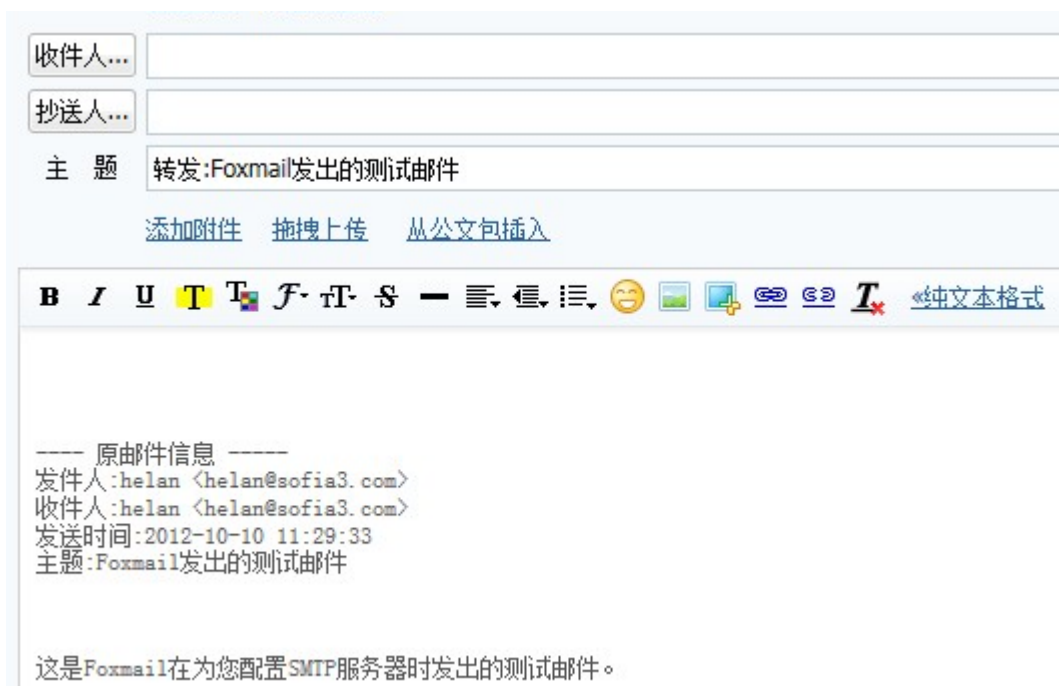 收件人...
抄送人...
主 题 转发:Foxmail发出的测试邮件
添加附件 拖拽上传 从公文包插入
B I U T T F TT S T «纯文本格式
---- 原邮件信息 -----
发件人:helan <helan@sofia3.com>
收件人:helan <helan@sofia3.com>
发送时间:2012-10-10 11:29:33
主题:Foxmail发出的测试邮件
这是Foxmail在为您配置SMTP服务器时发出的测试邮件。